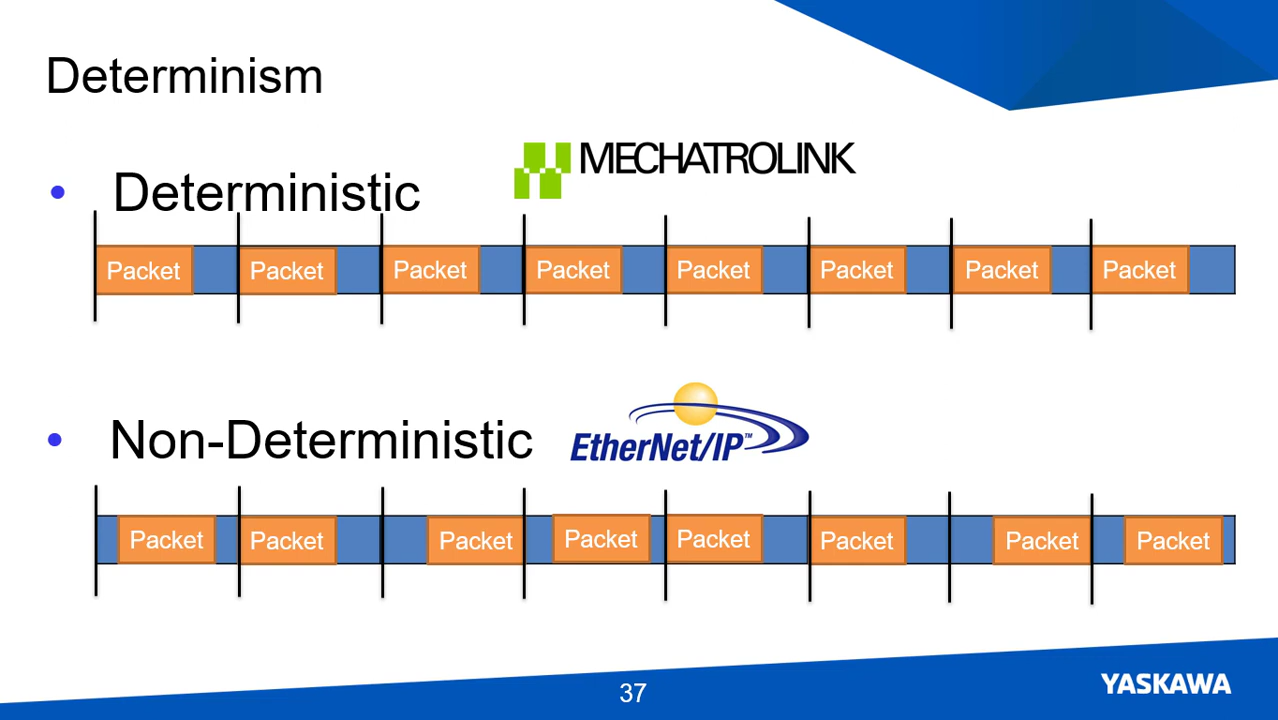 Determinism
MECHATROLINK
• Deterministic
Packet Packet Packet Packet Packet Packet Packet Packet
• Non-Deterministic
EtherNet/IP™
Packet Packet Packet Packet Packet Packet Packet Packet
37
YASKAWA